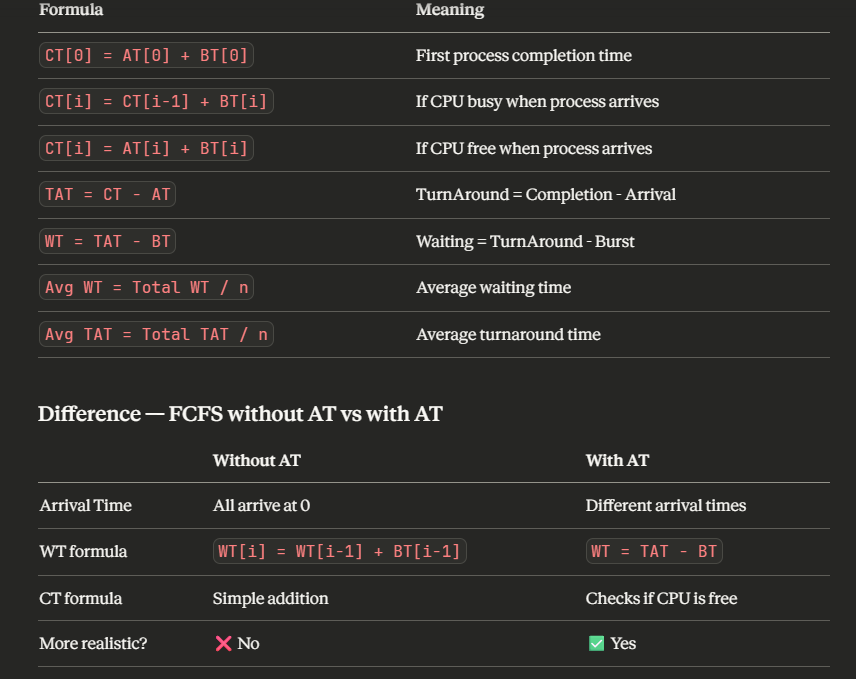 Formula Meaning
CT[0] = AT[0] + BT[0] First process completion time
CT[i] = CT[i-1] + BT[i] If CPU busy when process arrives
CT[i] = AT[i] + BT[i] If CPU free when process arrives
TAT = CT - AT TurnAround = Completion - Arrival
WT = TAT - BT Waiting = TurnAround - Burst
Avg WT = Total WT / n Average waiting time
Avg TAT = Total TAT / n Average turnaround time
Difference — FCFS without AT vs with AT
Without AT With AT
Arrival Time All arrive at 0 Different arrival times
WT formula WT[i] = WT[i-1] + BT[i-1] WT = TAT - BT
CT formula Simple addition Checks if CPU is free
More realistic? ❌ No ✅ Yes